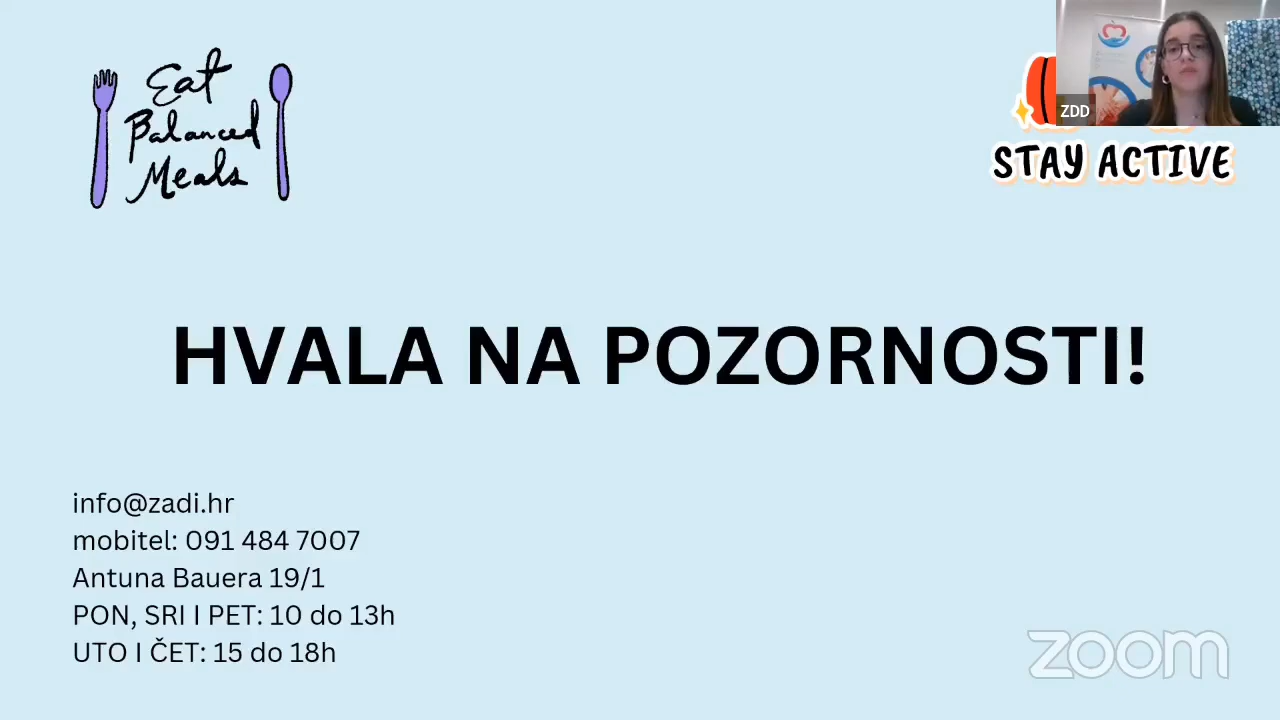 Eat
Balanced
Meals
ZDD
STAY ACTIVE
HVALA NA POZORNOSTI!
info@zadi.hr
mobitel: 091 484 7007
Antuna Bauera 19/1
PON, SRI I PET: 10 do 13h
UTO I ČET: 15 do 18h
zoom